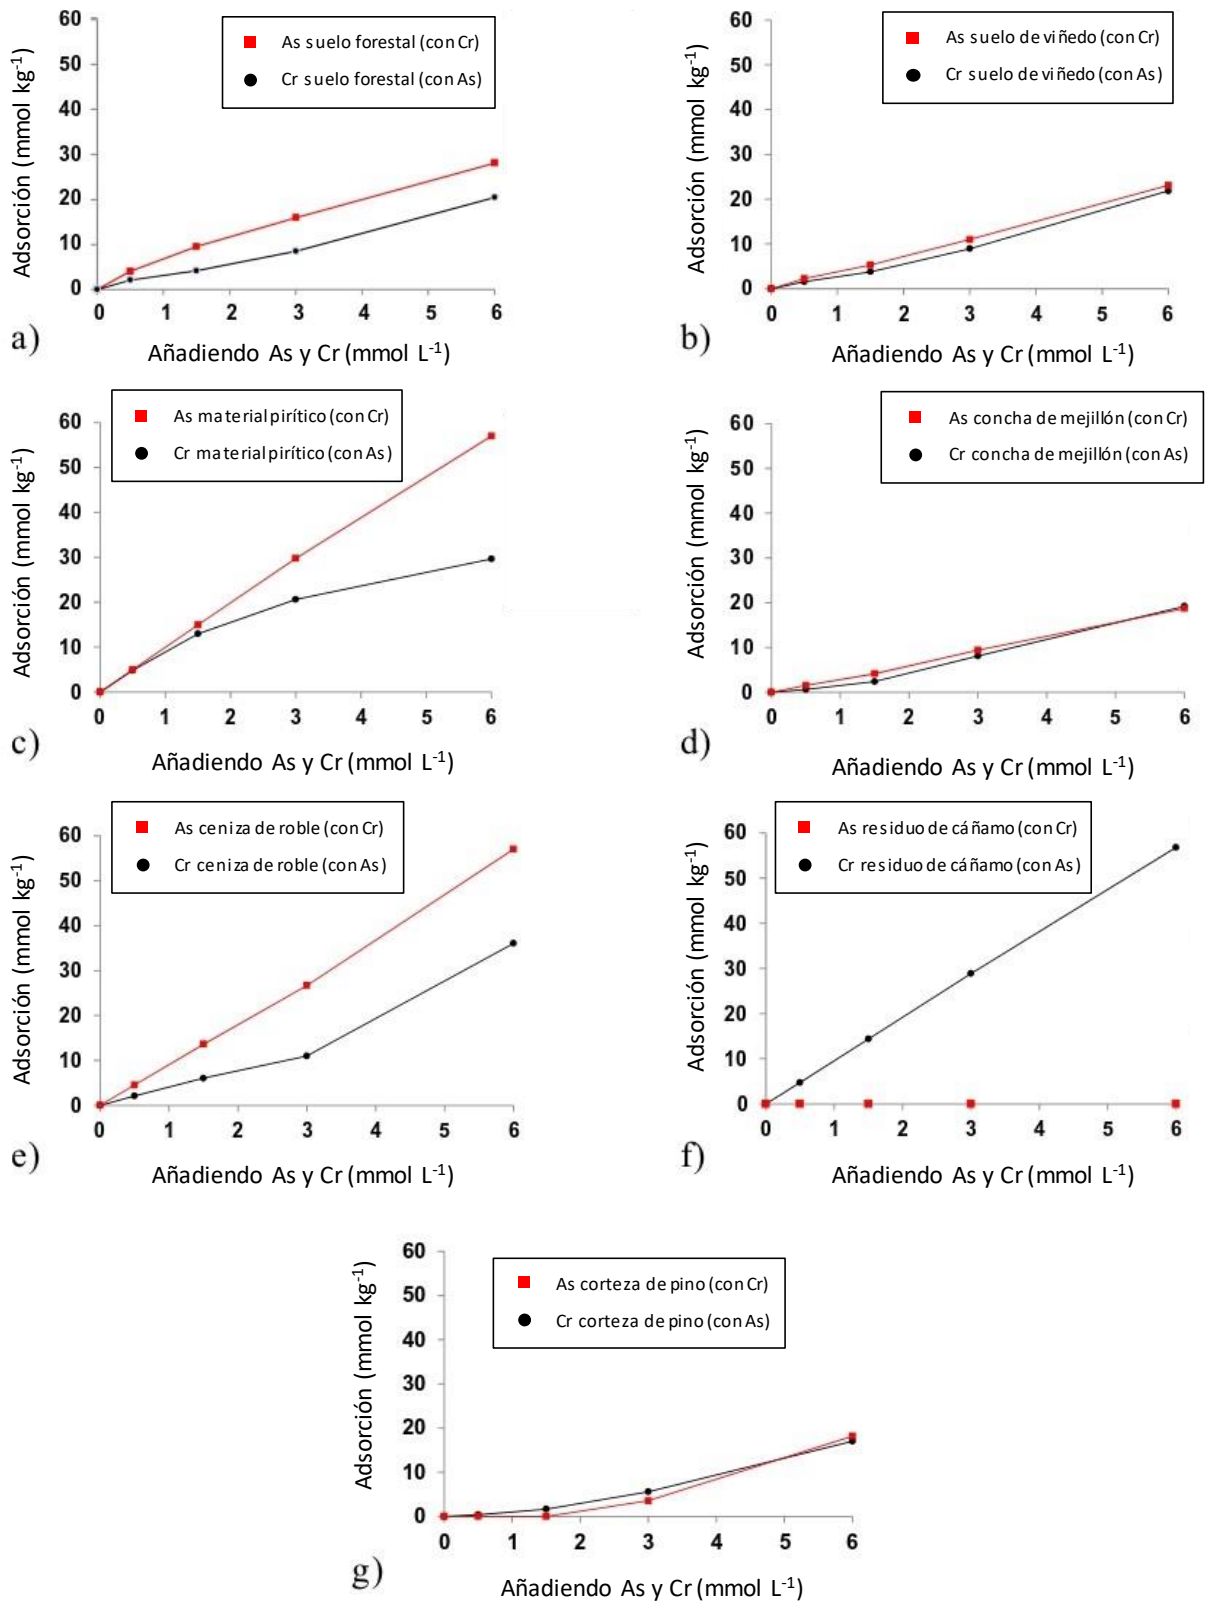 60
50
40
30
20
10
0
Adsorción (mmol kg-1)
As suelo forestal (con Cr)
Cr suelo forestal (con As)
0 1 2 3 4 5 6
Añadiendo As y Cr (mmol L-1)
a)
60
50
40
30
20
10
0
Adsorción (mmol kg-1)
As suelo de viñedo (con Cr)
Cr suelo de viñedo (con As)
0 1 2 3 4 5 6
Añadiendo As y Cr (mmol L-1)
b)
60
50
40
30
20
10
0
Adsorción (mmol kg-1)
As material pirítico (con Cr)
Cr material pirítico (con As)
0 1 2 3 4 5 6
Añadiendo As y Cr (mmol L-1)
c)
60
50
40
30
20
10
0
Adsorción (mmol kg-1)
As concha de mejillón (con Cr)
Cr concha de mejillón (con As)
0 1 2 3 4 5 6
Añadiendo As y Cr (mmol L-1)
d)
60
50
40
30
20
10
0
Adsorción (mmol kg-1)
As ceniza de roble (con Cr)
Cr ceniza de roble (con As)
0 1 2 3 4 5 6
Añadiendo As y Cr (mmol L-1)
e)
60
50
40
30
20
10
0
Adsorción (mmol kg-1)
As residuo de cáñamo (con Cr)
Cr residuo de cáñamo (con As)
0 1 2 3 4 5 6
Añadiendo As y Cr (mmol L-1)
f)
60
50
40
30
20
10
0
Adsorción (mmol kg-1)
As corteza de pino (con Cr)
Cr corteza de pino (con As)
0 1 2 3 4 5 6
Añadiendo As y Cr (mmol L-1)
g)